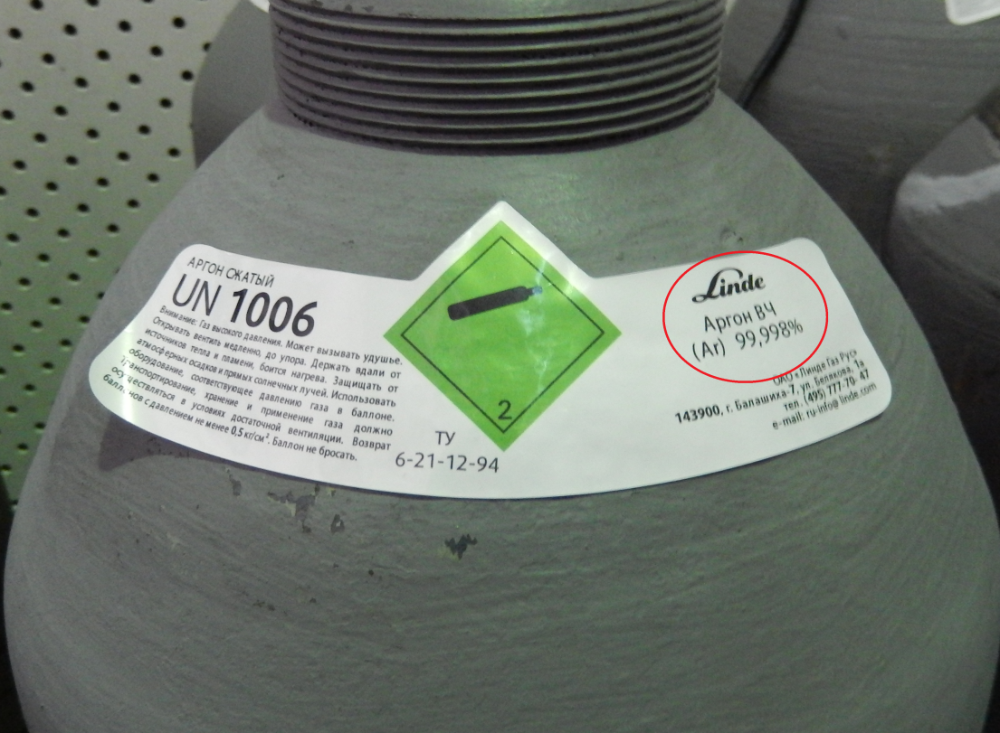 АРГОН СЖАТЫЙ
UN 1006
Внимание: Газ высокого давления. Может вызывать удушье.
Открывать вентиль медленно, до упора. Держать вдали от
источников тепла и пламени, боится нагрева. Защищать от
атмосферных осадков и прямых солнечных лучей. Использовать
оборудование, соответствующее давлению газа в баллоне.
Транспортирование, хранение и применение газа должно
осуществляться в условиях достаточной вентиляции. Возврат
баллонов с давлением не менее 0,5 кг/см². Баллон не бросать.
2
ТУ
6-21-12-94
Linde
Аргон ВЧ
(Ar) 99,998%
ОАО «Линде Газ Рус»
143900, г. Балашиха-7, ул. Белякова, 1а
тел. (495) 777-70-47
e-mail: ru-info@linde.com